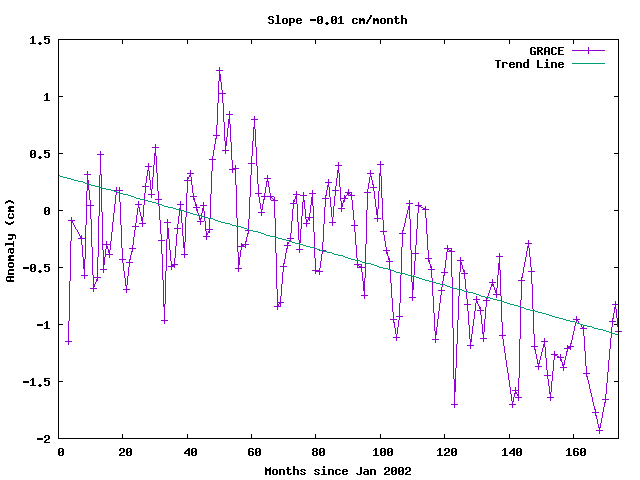 Slope -0.01 cm/month
GRACE
Trend Line
1.5
1
0.5
0
-0.5
-1
-1.5
-2
Anomaly (cm)
0 20 40 60 80 100 120 140 160
Months since Jan 2002